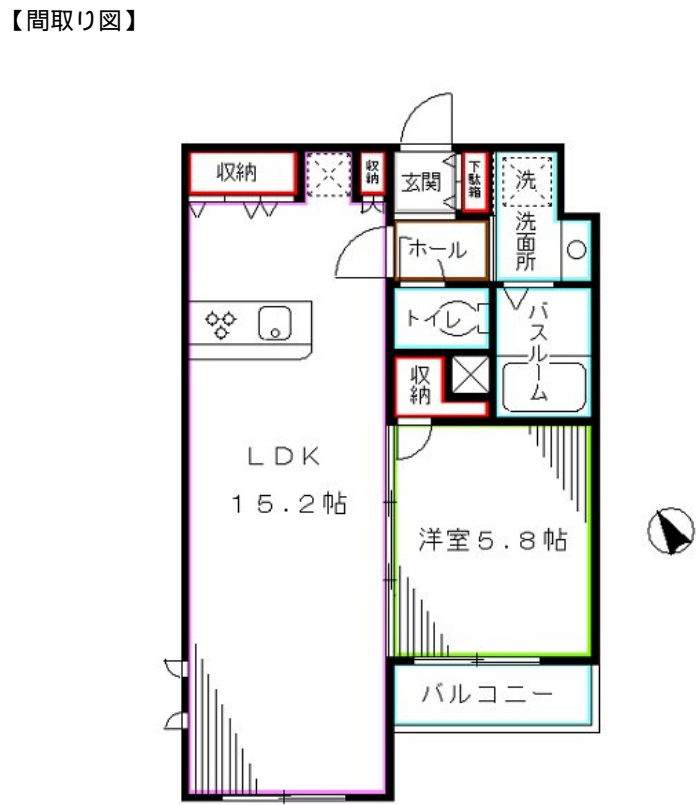 【間取り図】
収納
収納
玄関
下駄箱
洗
洗面所
ホール
トイレ
バスルーム
収納
LDK
15.2帖
洋室5.8帖
バルコニー